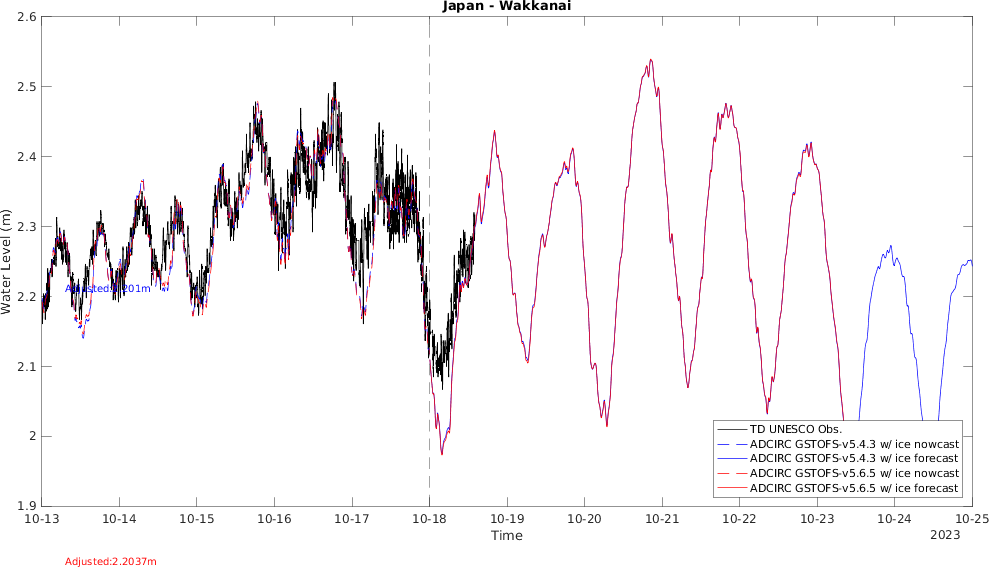 Japan - Wakkanai
2.6
2.5
2.4
2.3
2.2
2.1
2
1.9
Water Level (m)
Adjusted:2.201m
TD UNESCO Obs.
ADCIRC GSTOFS-v5.4.3 w/ ice nowcast
ADCIRC GSTOFS-v5.4.3 w/ ice forecast
ADCIRC GSTOFS-v5.6.5 w/ ice nowcast
ADCIRC GSTOFS-v5.6.5 w/ ice forecast
10-13 10-14 10-15 10-16 10-17 10-18 10-19 10-20 10-21 10-22 10-23 10-24 10-25
Time
2023
Adjusted:2.2037m